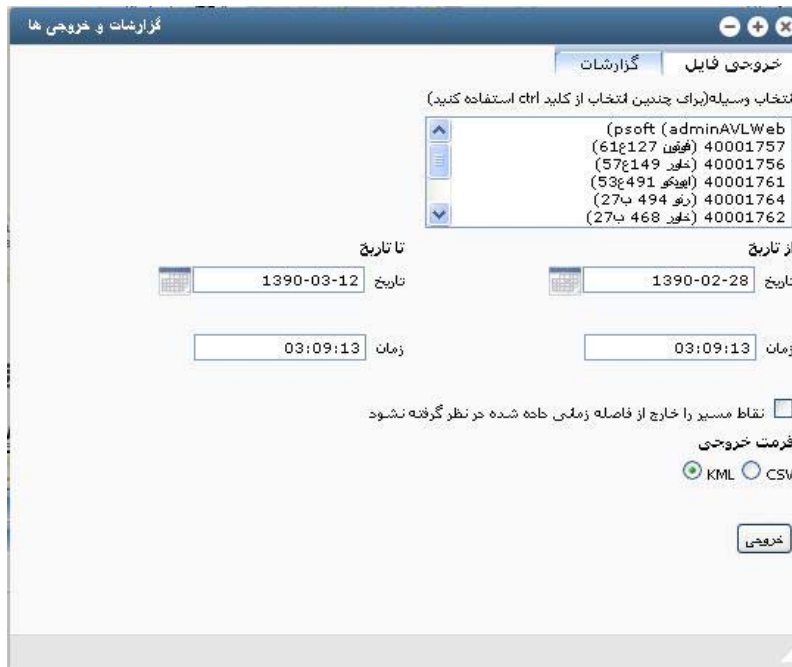 گزارشات و خروجی ها
خروجی فایل
گزارشات
نتخاب وسیله(برای چندین انتخاب از کلید ctrl استفاده کنید)
(psoft (adminAVLWeb
40001757 (فوتون 127ع61)
40001756 (خاور 149ع57)
40001761 (ایویکو 491ع53)
40001764 (رنو 494 ب27)
40001762 (خاور 468 ب27)
از تاریخ
تا تاریخ
تاریخ 1390-02-28
تاریخ 1390-03-12
زمان 03:09:13
زمان 03:09:13
نقاط مسیر را خارج از فاصله زمانی داده شده در نظر گرفته نشود
فرمت خروجی
KML CSV
خروجی